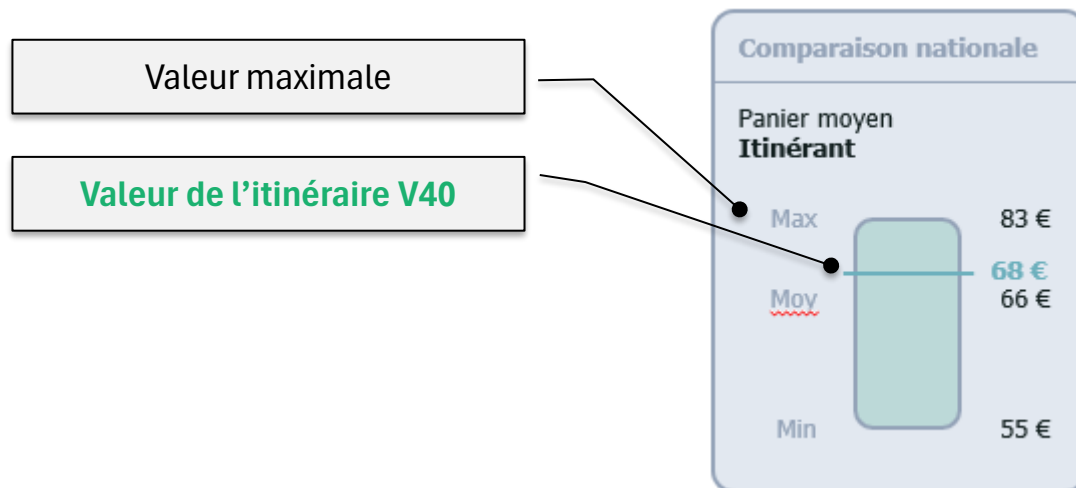 Valeur maximale
Valeur de l’itinéraire V40
Comparaison nationale
Panier moyen
Itinérant
Max 83 €
68 €
Moy 66 €
Min 55 €